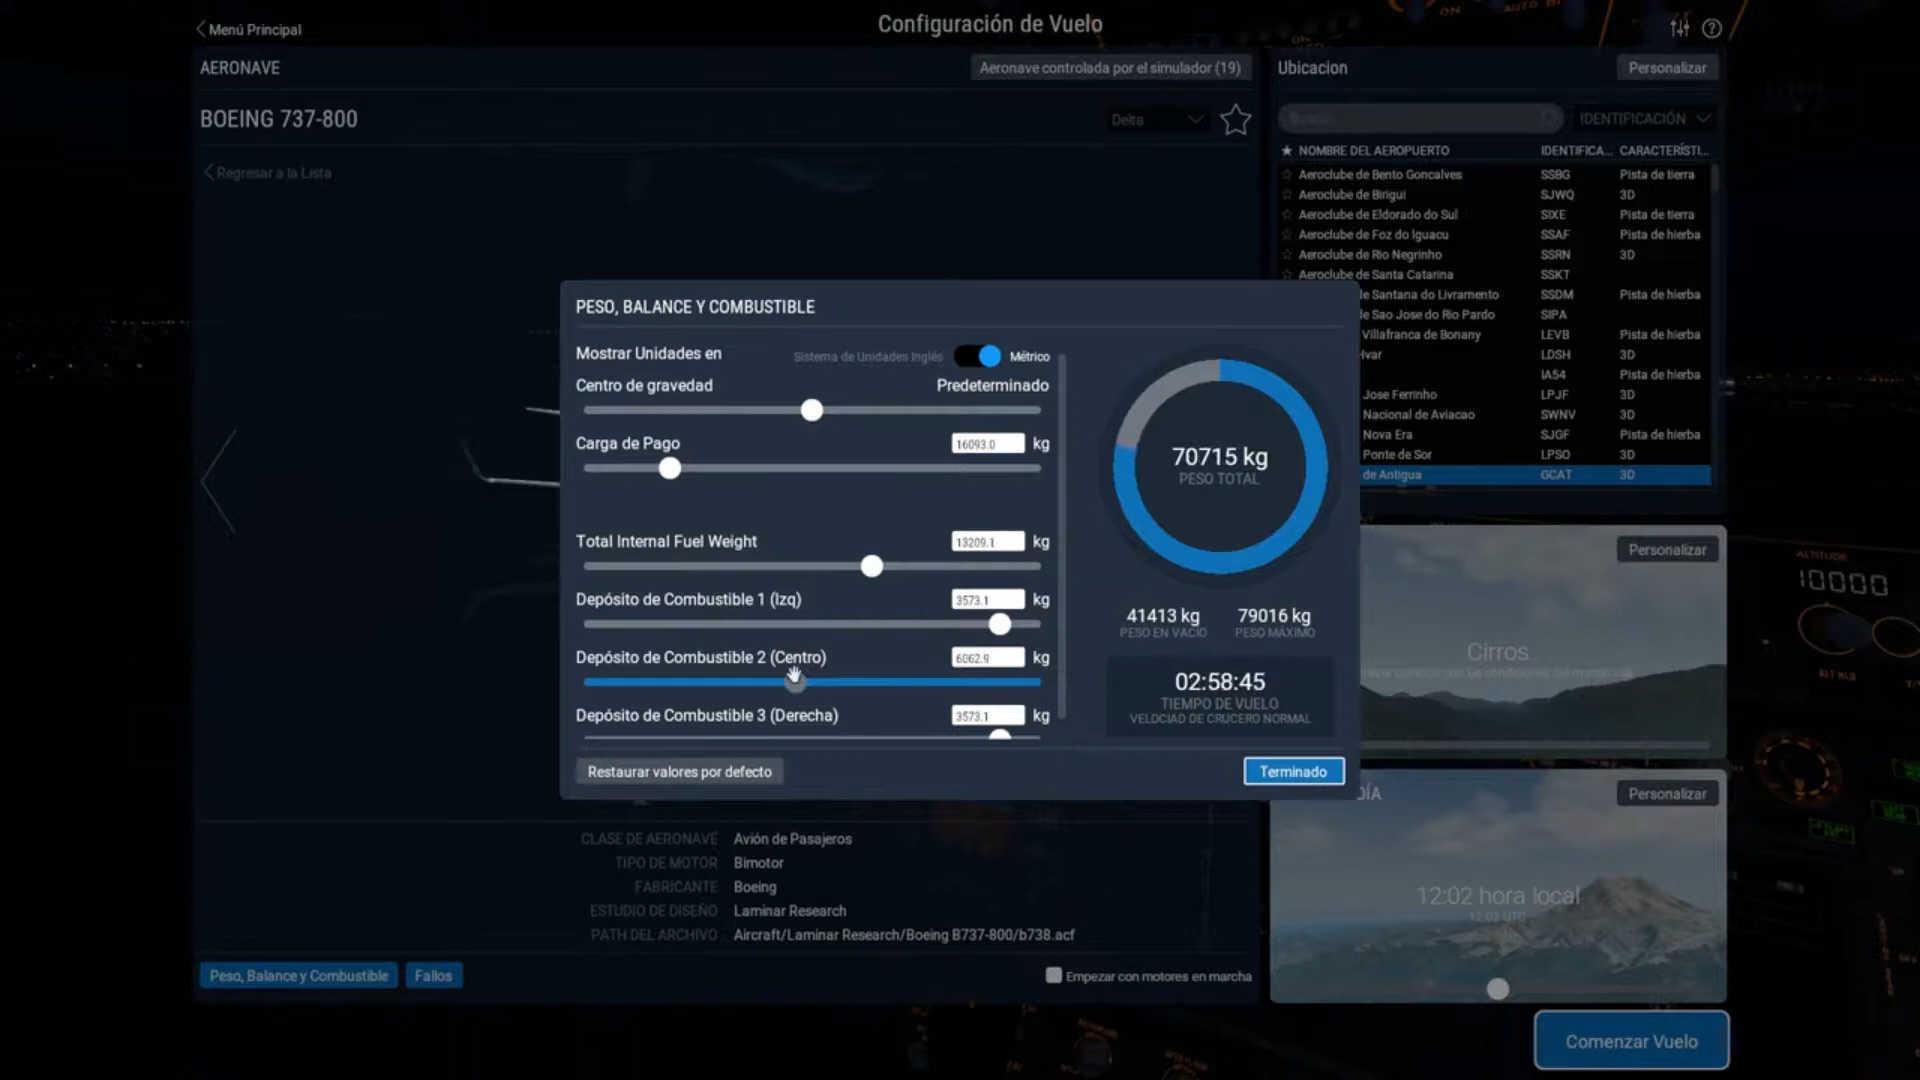 Menú Principal
Configuración de Vuelo
AERONAVE
Aeronave controlada por el simulador (19)
BOEING 737-800
Delta
Regresar a la Lista
Ubicacion
Personalizar
IDENTIFICACIÓN
NOMBRE DEL AEROPUERTO IDENTIFICA... CARACTERÍSTI...
Aeroclube de Bento Goncalves SSBG Pista de tierra
Aeroclube de Birigui SJWQ 3D
Aeroclube de Eldorado do Sul SIXE Pista de tierra
Aeroclube de Foz do Iguacu SSAF Pista de hierba
Aeroclube de Rio Negrinho SSRN 3D
Aeroclube de Santa Catarina SSKT
le Santana do Livramento SSDM Pista de hierba
le Sao Jose do Rio Pardo SIPA
Villafranca de Bonany LEVB Pista de hierba
lvar LDSH 3D
IA54 Pista de hierba
Jose Ferrinho LPJF 3D
Nacional de Aviacao SWNV 3D
Nova Era SJGF Pista de hierba
Ponte de Sor LPSO 3D
de Antigua GCAT 3D
PESO, BALANCE Y COMBUSTIBLE
Mostrar Unidades en Sistema de Unidades Inglés Métrico
Centro de gravedad Predeterminado
Carga de Pago 16093.0 kg
Total Internal Fuel Weight 13209.1 kg
Depósito de Combustible 1 (Izq) 3573.1 kg
Depósito de Combustible 2 (Centro) 6062.9 kg
Depósito de Combustible 3 (Derecha) 3573.1 kg
70715 kg
PESO TOTAL
41413 kg
PESO EN VACÍO
79016 kg
PESO MÁXIMO
02:58:45
TIEMPO DE VUELO
VELOCIAD DE CRUCERO NORMAL
Restaurar valores por defecto
Terminado
Personalizar
Cirros
DÍA
Personalizar
12:02 hora local
12:02 UTC
CLASE DE AERONAVE Avión de Pasajeros
TIPO DE MOTOR Bimotor
FABRICANTE Boeing
ESTUDIO DE DISEÑO Laminar Research
PATH DEL ARCHIVO Aircraft/Laminar Research/Boeing B737-800/b738.acf
Peso, Balance y Combustible
Fallos
Empezar con motores en marcha
Comenzar Vuelo
ALTITUDE
10000
ALT HLD
ON